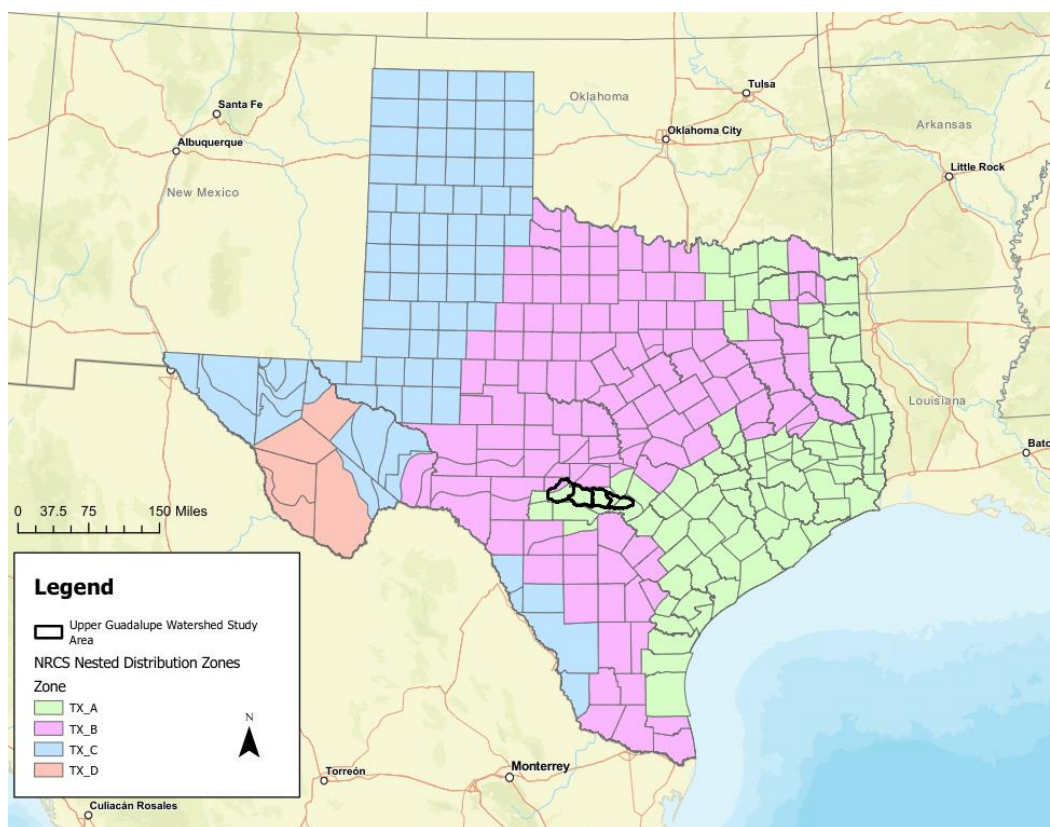 Tulsa
Santa Fe
Oklahoma
Oklahoma City
Arkansas
Albuquerque
Little Rock
New Mexico
Louisiana
Bato
0 37.5 75 150 Miles
Legend
Upper Guadalupe Watershed Study
Area
NRCS Nested Distribution Zones
Zone
TX_A
TX_B
TX_C
TX_D
N
Monterrey
Torreón
Culiacán Rosales